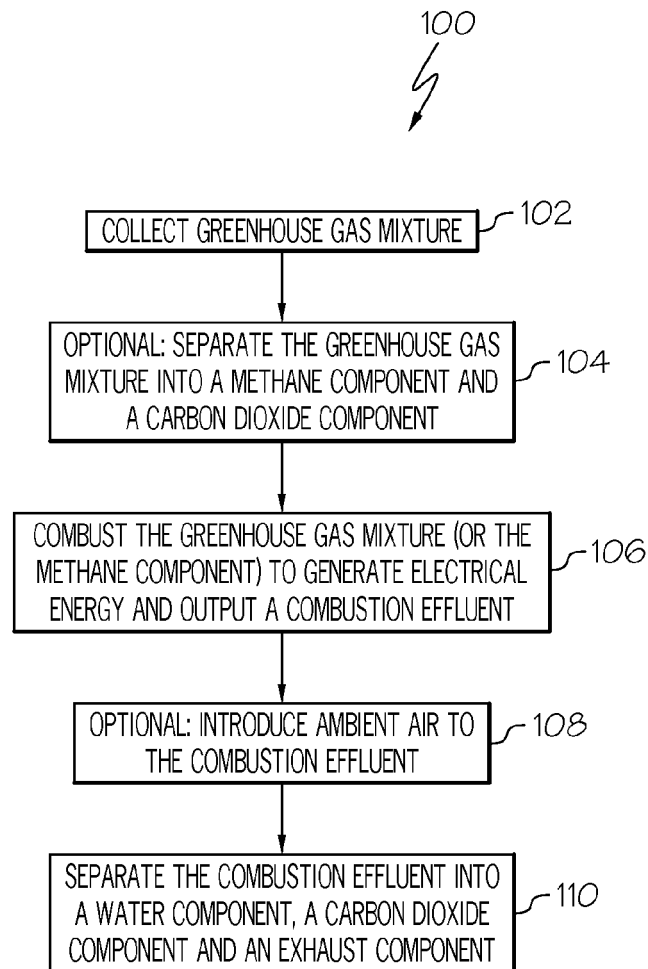 100
COLLECT GREENHOUSE GAS MIXTURE
102
OPTIONAL: SEPARATE THE GREENHOUSE GAS
MIXTURE INTO A METHANE COMPONENT AND
A CARBON DIOXIDE COMPONENT
104
COMBUST THE GREENHOUSE GAS MIXTURE (OR THE
METHANE COMPONENT) TO GENERATE ELECTRICAL
ENERGY AND OUTPUT A COMBUSTION EFFLUENT
106
OPTIONAL: INTRODUCE AMBIENT AIR TO
THE COMBUSTION EFFLUENT
108
SEPARATE THE COMBUSTION EFFLUENT INTO
A WATER COMPONENT, A CARBON DIOXIDE
COMPONENT AND AN EXHAUST COMPONENT
110